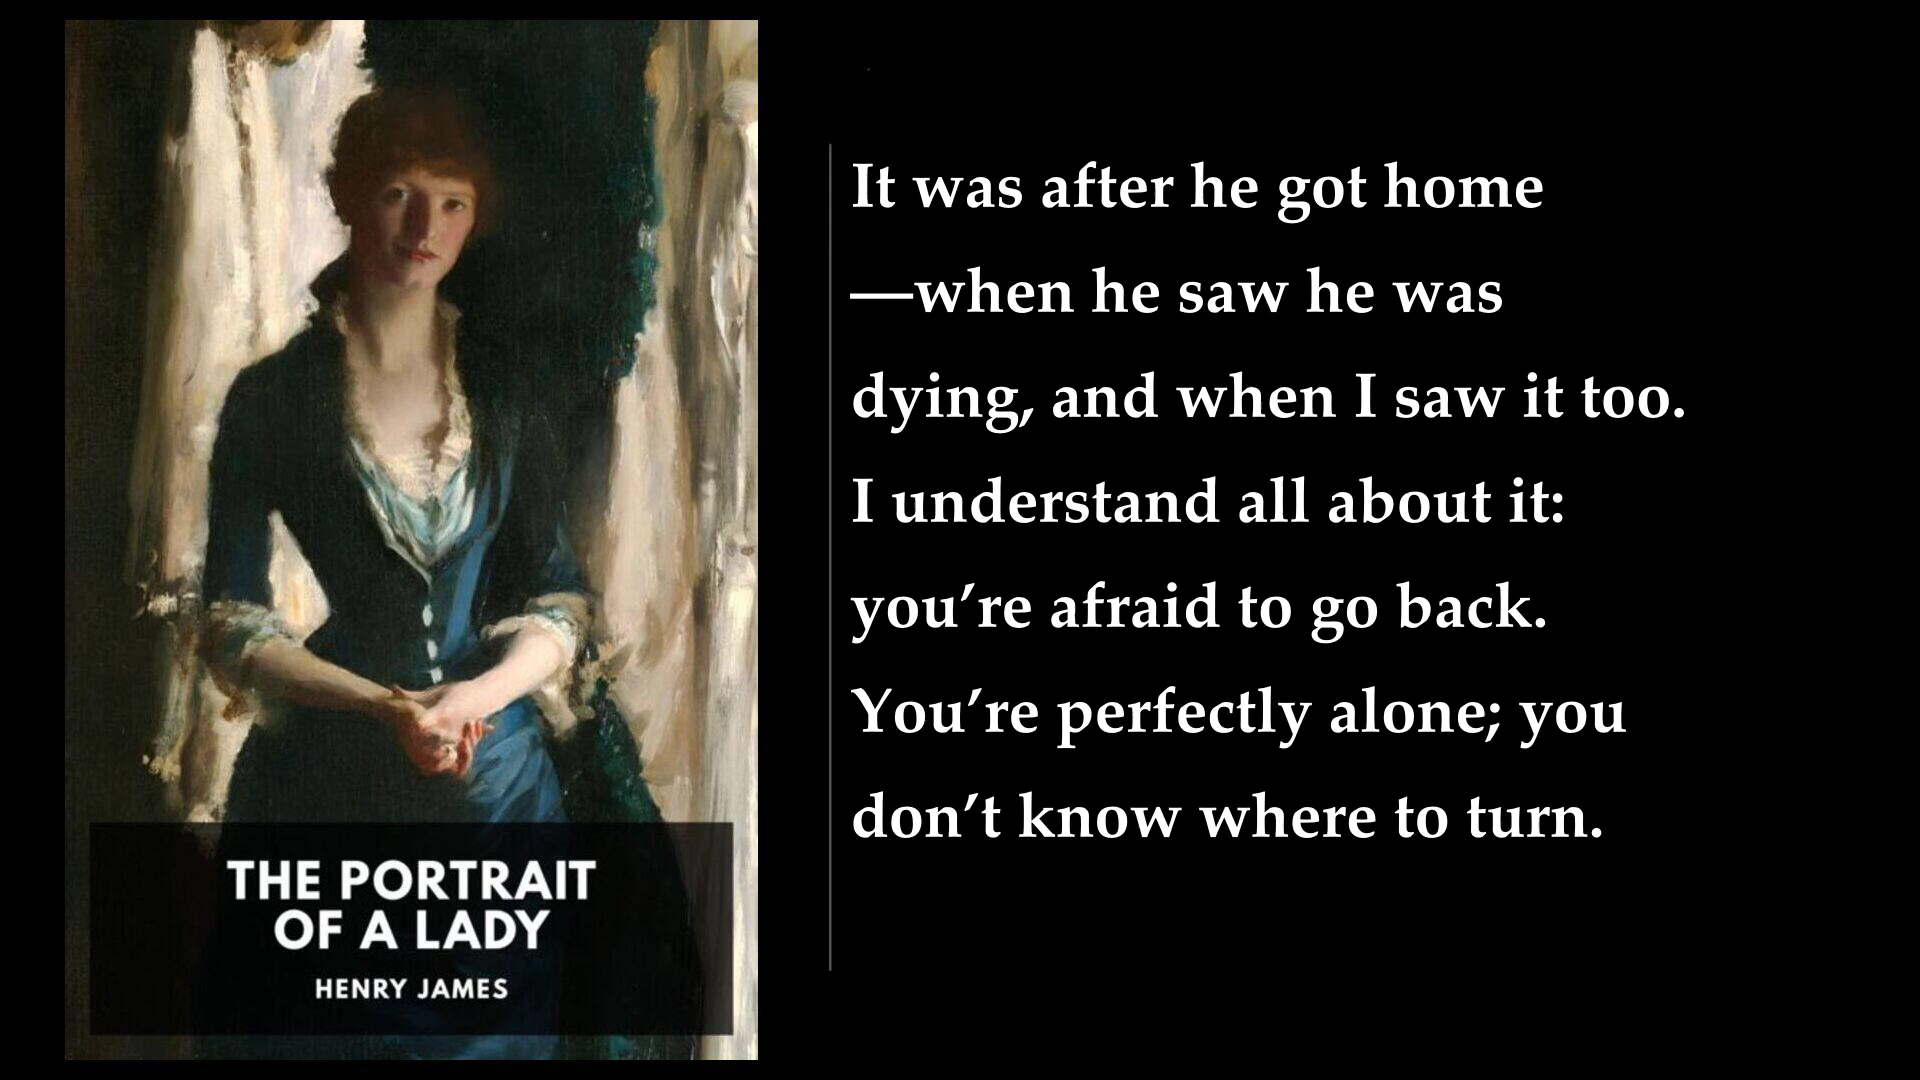 THE PORTRAIT
OF A LADY
HENRY JAMES
It was after he got home
—when he saw he was
dying, and when I saw it too.
I understand all about it:
you’re afraid to go back.
You’re perfectly alone; you
don’t know where to turn.